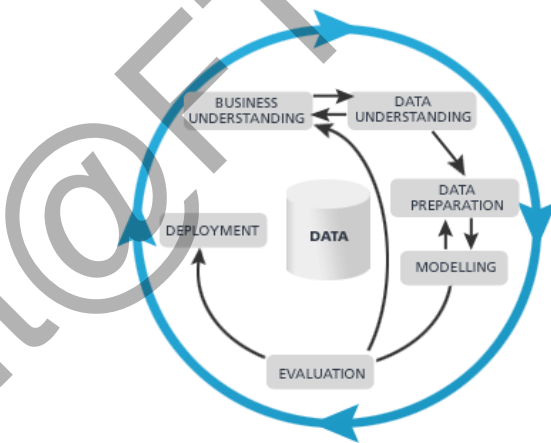 BUSINESS
UNDERSTANDING
DATA
UNDERSTANDING
DATA
PREPARATION
DEPLOYMENT
DATA
MODELLING
EVALUATION